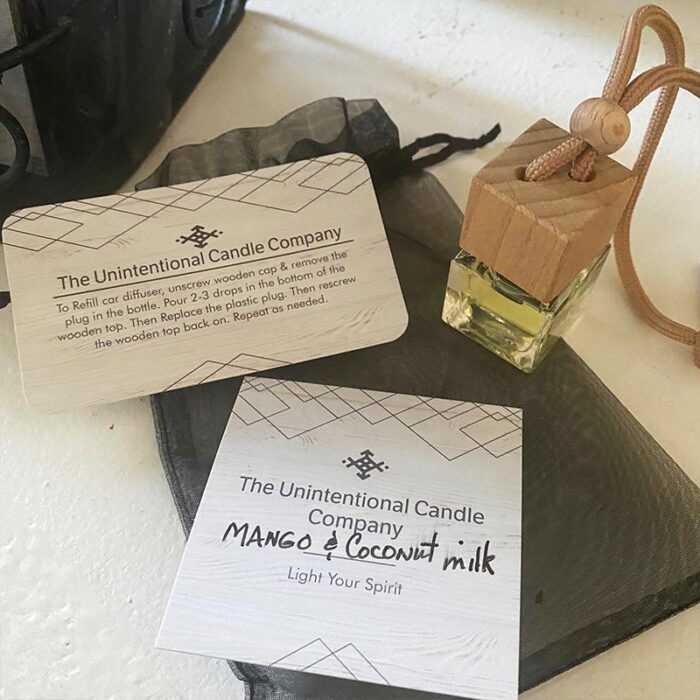 The Unintentional Candle Company
To Refill car diffuser, unscrew wooden cap & remove the
plug in the bottle. Pour 2-3 drops in the bottom of the
wooden top. Then Replace the plastic plug. Then rescrew
the wooden top back on. Repeat as needed.
The Unintentional Candle
Company
MANGO & COCONUT milk
Light Your Spirit